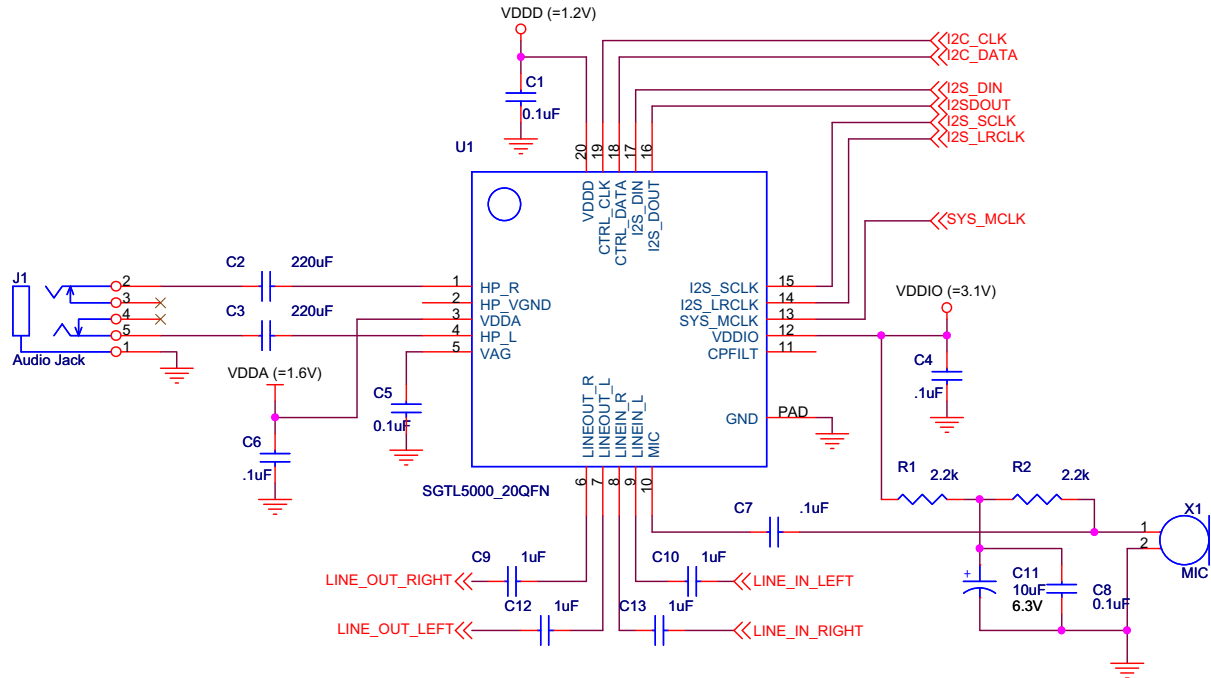 VDDD (=1.2V)
I2C_CLK
I2C_DATA
C1
0.1uF
I2S_DIN
I2SDOUT
I2S_SCLK
I2S_LRCLK
U1
20
19
18
17
16
VDDD
CTRL_CLK
CTRL_DATA
I2S_DIN
I2S_DOUT
SYS_MCLK
J1
2
3
4
5
1
Audio Jack
C2
220uF
C3
220uF
1
HP_R
2
HP_VGND
3
VDDA
4
HP_L
5
VAG
I2S_SCLK
15
I2S_LRCLK
14
SYS_MCLK
13
VDDIO
12
CPFILT
11
GND
PAD
VDDIO (=3.1V)
C4
.1uF
VDDA (=1.6V)
C6
.1uF
C5
0.1uF
LINEOUT_R
LINEOUT_L
LINEIN_R
LINEIN_L
MIC
6
7
8
9
10
SGTL5000_20QFN
R1
2.2k
R2
2.2k
C7
.1uF
X1
1
2
MIC
C9
1uF
LINE_OUT_RIGHT
C10
1uF
LINE_IN_LEFT
C12
1uF
LINE_OUT_LEFT
C13
1uF
LINE_IN_RIGHT
+
C11
10uF
6.3V
C8
0.1uF